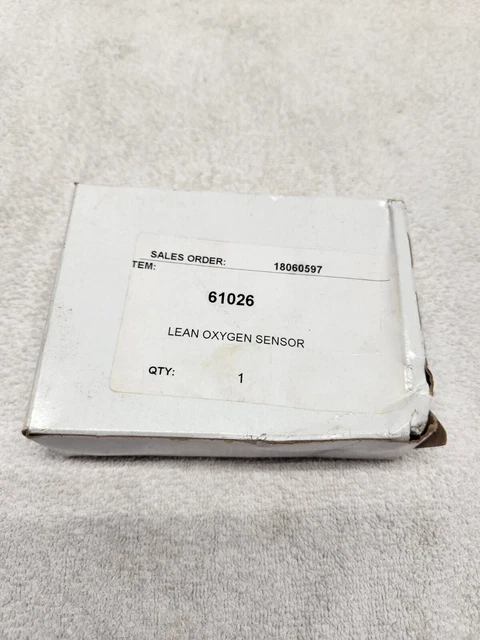 SALES ORDER: 18060597
TEM:
61026
LEAN OXYGEN SENSOR
QTY: 1